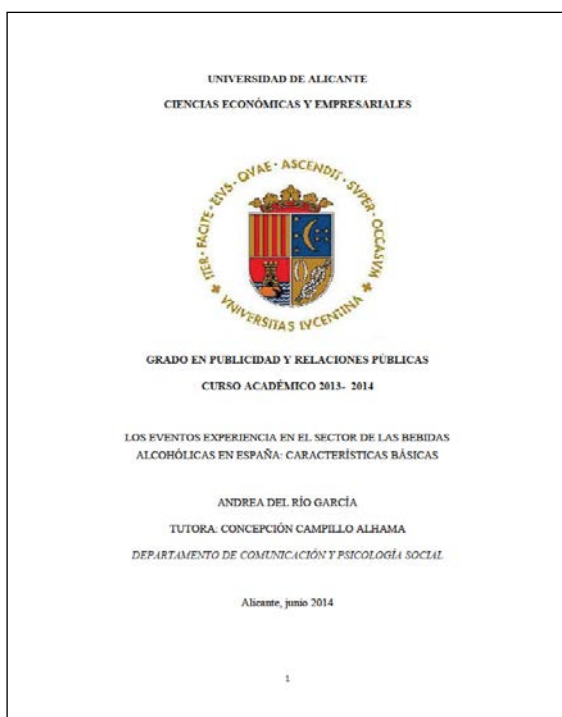 UNIVERSIDAD DE ALICANTE
CIENCIAS ECONÓMICAS Y EMPRESARIALES
ITER · FACITE · EIVS · QVAE · ASCENDIT · SVPER · OCCASVM
VNIVERSITAS LVCENTINA
GRADO EN PUBLICIDAD Y RELACIONES PÚBLICAS
CURSO ACADÉMICO 2013- 2014
LOS EVENTOS EXPERIENCIA EN EL SECTOR DE LAS BEBIDAS
ALCOHÓLICAS EN ESPAÑA: CARACTERÍSTICAS BÁSICAS
ANDREA DEL RÍO GARCÍA
TUTORA: CONCEPCIÓN CAMPILLO ALHAMA
DEPARTAMENTO DE COMUNICACIÓN Y PSICOLOGÍA SOCIAL
Alicante, junio 2014
1